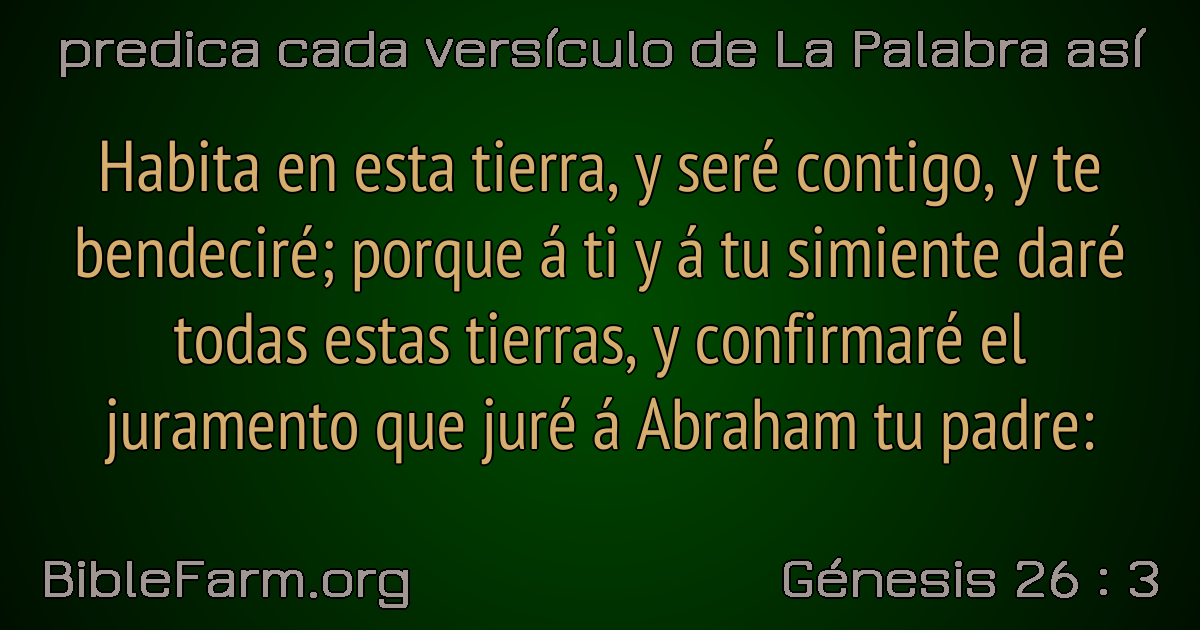 predica cada versículo de La Palabra así
Habita en esta tierra, y seré contigo, y te
bendeciré; porque á ti y á tu simiente daré
todas estas tierras, y confirmaré el
juramento que juré á Abraham tu padre:
BibleFarm.org
Génesis 26 : 3